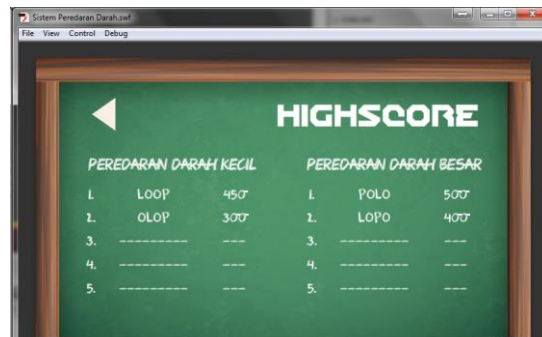 Sistem Peredaran Darah.swf
File View Control Debug
HIGHSCORE
PEREDARAN DARAH KECIL
1. LOOP 450
2. OLOP 300
3. --------- ---
4. --------- ---
5. --------- ---
PEREDARAN DARAH BESAR
1. POLO 500
2. LOPO 400
3. --------- ---
4. --------- ---
5. --------- ---